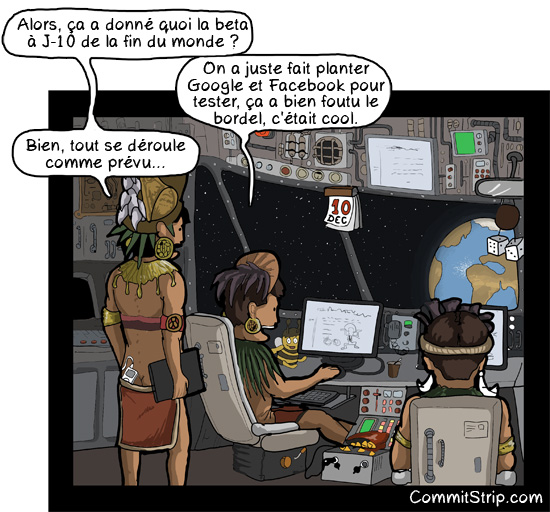 Alors, ça a donné quoi la beta
à J-10 de la fin du monde ?
On a juste fait planter
Google et Facebook pour
tester, ça a bien foutu le
bordel, c'était cool.
Bien, tout se déroule
comme prévu...
10
DEC
CommitStrip.com